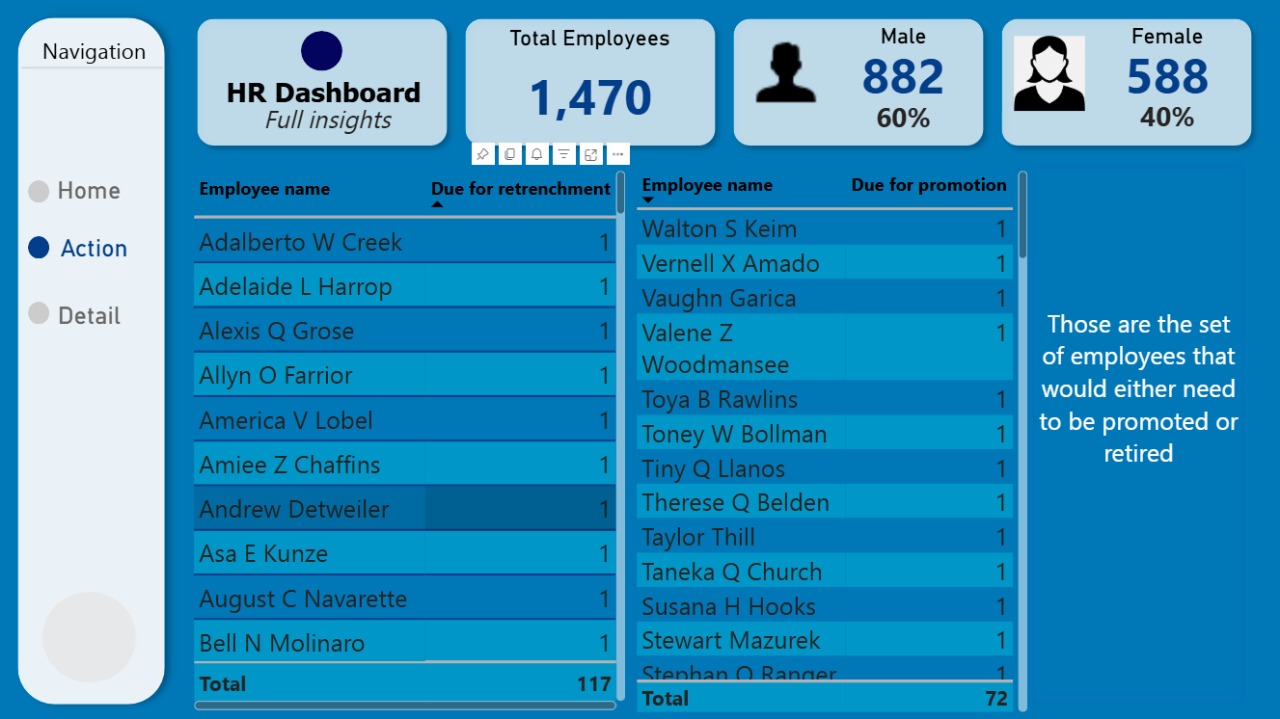 Navigation
Home
Action
Detail
HR Dashboard
Full insights
Total Employees
1,470
Male
882
60%
Female
588
40%
Employee name Due for retrenchment
Adalberto W Creek 1
Adelaide L Harrop 1
Alexis Q Grose 1
Allyn O Farrior 1
America V Lobel 1
Amiee Z Chaffins 1
Andrew Detweiler 1
Asa E Kunze 1
August C Navarette 1
Bell N Molinaro 1
Total 117
Employee name Due for promotion
Walton S Keim 1
Vernell X Amado 1
Vaughn Garica 1
Valene Z 1
Woodmansee
Toya B Rawlins 1
Toney W Bollman 1
Tiny Q Llanos 1
Therese Q Belden 1
Taylor Thill 1
Taneka Q Church 1
Susana H Hooks 1
Stewart Mazurek 1
Stephan Ranger 1
Total 72
Those are the set
of employees that
would either need
to be promoted or
retired